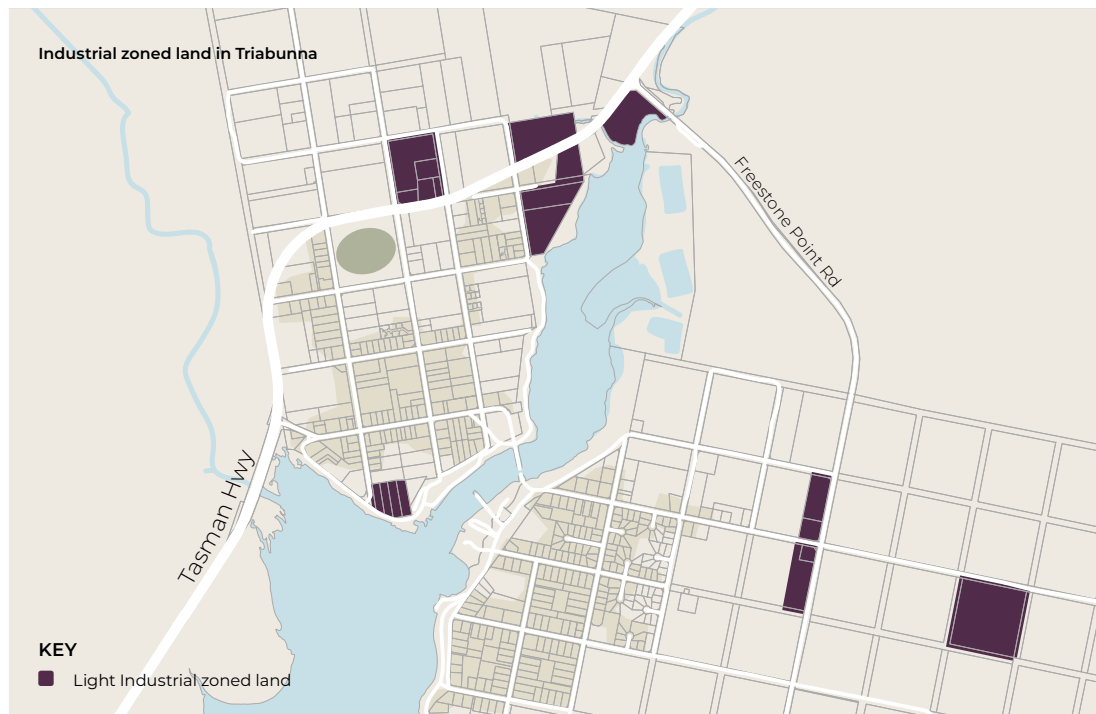 Industrial zoned land in Triabunna
Freestone Point Rd
Tasman Hwy
KEY
Light Industrial zoned land